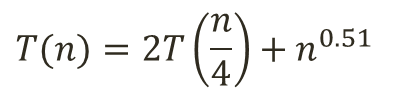 T(n) = 2T(n/4) + n^0.51